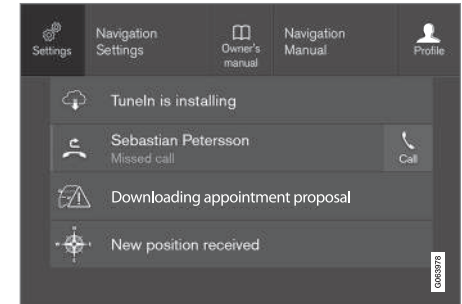 Settings
Navigation
Settings
Owner's
manual
Navigation
Manual
Profile
TuneIn is installing
Sebastian Petersson
Missed call
Call
Downloading appointment proposal
New position received
G063978